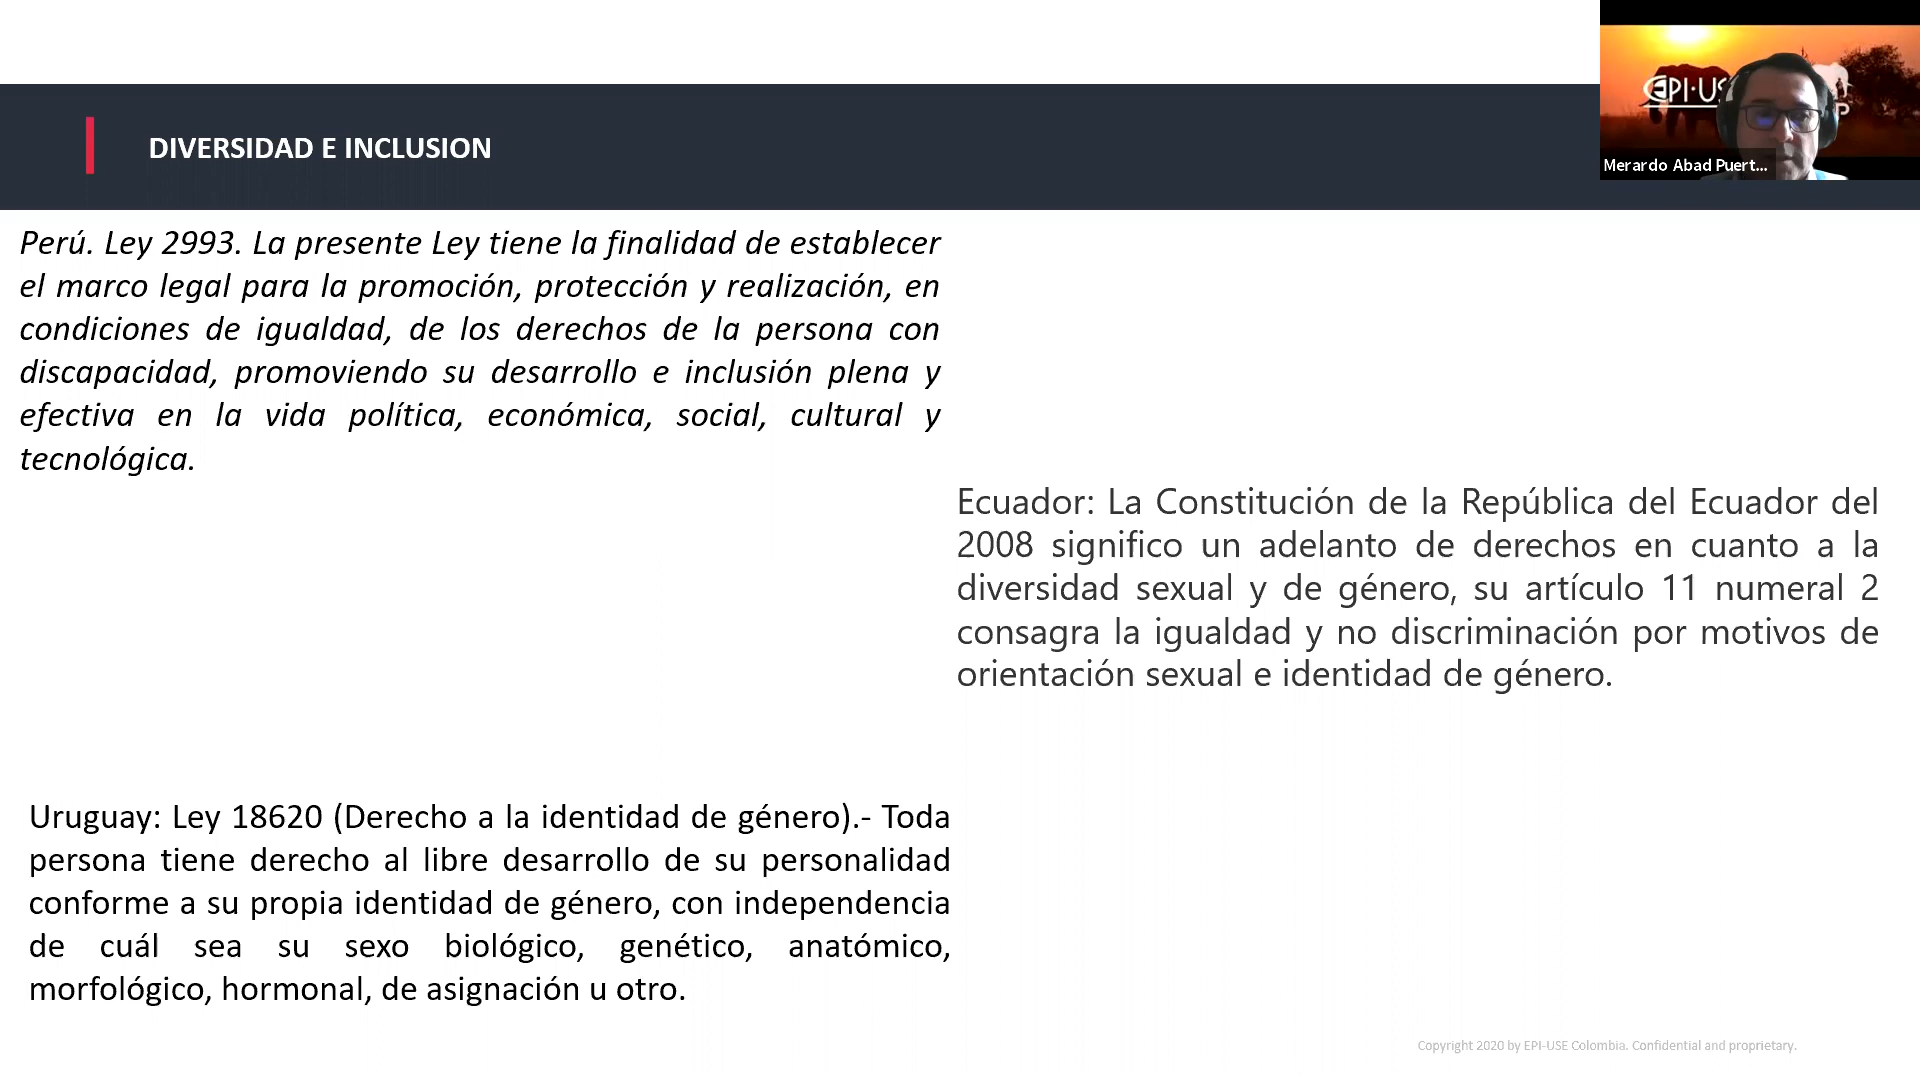 DIVERSIDAD E INCLUSION
EPI-US
P
Merardo Abad Puert...
Perú. Ley 2993. La presente Ley tiene la finalidad de establecer
el marco legal para la promoción, protección y realización, en
condiciones de igualdad, de los derechos de la persona con
discapacidad, promoviendo su desarrollo e inclusión plena y
efectiva en la vida política, económica, social, cultural y
tecnológica.
Ecuador: La Constitución de la República del Ecuador del
2008 significo un adelanto de derechos en cuanto a la
diversidad sexual y de género, su artículo 11 numeral 2
consagra la igualdad y no discriminación por motivos de
orientación sexual e identidad de género.
Uruguay: Ley 18620 (Derecho a la identidad de género).- Toda
persona tiene derecho al libre desarrollo de su personalidad
conforme a su propia identidad de género, con independencia
de cuál sea su sexo biológico, genético, anatómico,
morfológico, hormonal, de asignación u otro.
Copyright 2020 by EPI-USE Colombia. Confidential and proprietary.